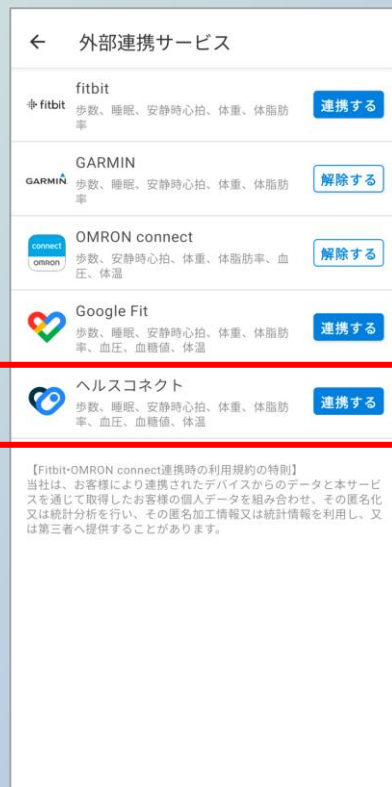 ← 外部連携サービス
fitbit
fitbit
歩数、睡眠、安静時心拍、体重、体脂肪
率
連携する
GARMIN
GARMIN
歩数、睡眠、安静時心拍、体重、体脂肪
率
解除する
connect
OMRON
OMRON connect
歩数、安静時心拍、体重、体脂肪率、血
圧、体温
解除する
Google Fit
歩数、睡眠、安静時心拍、体重、体脂肪
率、血圧、血糖値、体温
連携する
ヘルスコネクト
歩数、睡眠、安静時心拍、体重、体脂肪
率、血圧、血糖値、体温
連携する
【Fitbit・OMRON connect連携時の利用規約の特則】
当社は、お客様により連携されたデバイスからのデータと本サービ
スを通じて取得したお客様の個人データを組み合わせ、その匿名化
又は統計分析を行い、その匿名加工情報又は統計情報を利用し、又
は第三者へ提供することがあります。